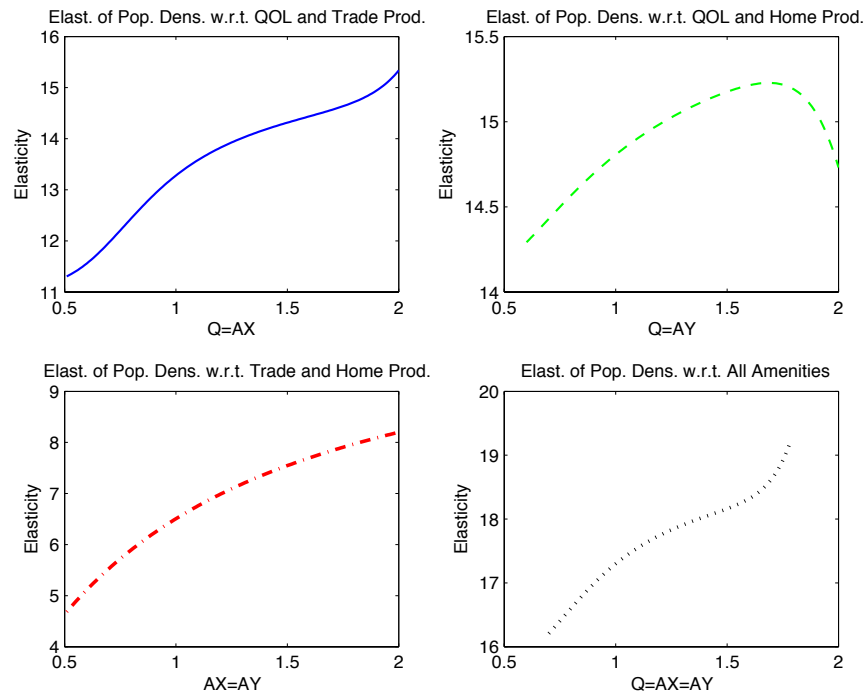 Elast. of Pop. Dens. w.r.t. QOL and Trade Prod.
16
15
14
13
12
11
Elasticity
0.5 1 1.5 2
Q=AX
Elast. of Pop. Dens. w.r.t. QOL and Home Prod.
15.5
15
14.5
14
Elasticity
0.5 1 1.5 2
Q=AY
Elast. of Pop. Dens. w.r.t. Trade and Home Prod.
9
8
7
6
5
4
Elasticity
0.5 1 1.5 2
AX=AY
Elast. of Pop. Dens. w.r.t. All Amenities
20
19
18
17
16
Elasticity
0.5 1 1.5 2
Q=AX=AY